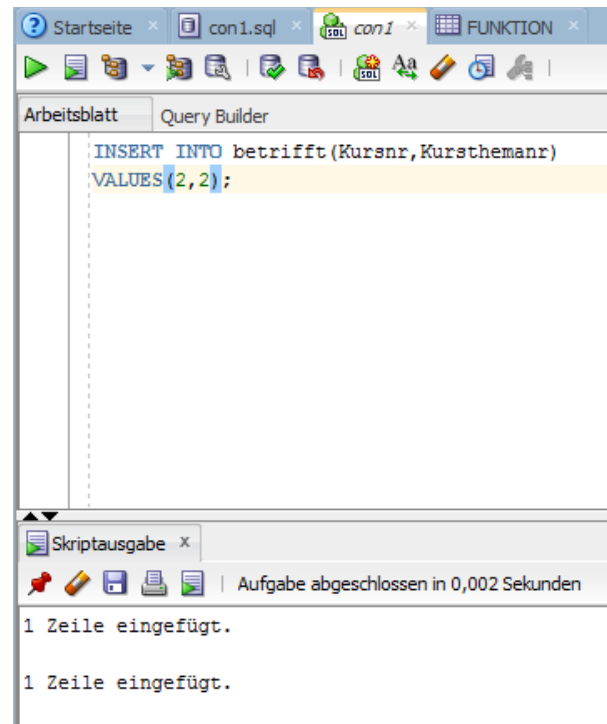 Startseite
con1.sql
con1
FUNKTION
Arbeitsblatt
Query Builder
INSERT INTO betrifft(Kursnr,Kursthemanr)
VALUES(2,2);
Skriptausgabe
Aufgabe abgeschlossen in 0,002 Sekunden
1 Zeile eingefügt.
1 Zeile eingefügt.